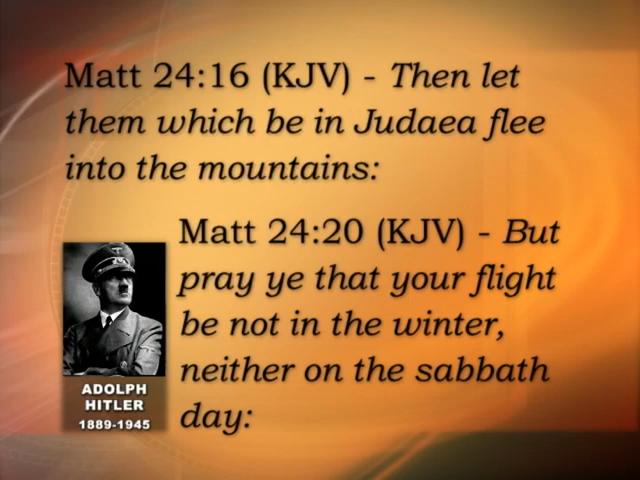 Matt 24:16 (KJV) - Then let
them which be in Judaea flee
into the mountains:
Matt 24:20 (KJV) - But
pray ye that your flight
be not in the winter,
neither on the sabbath
day:
ADOLPH
HITLER
1889-1945